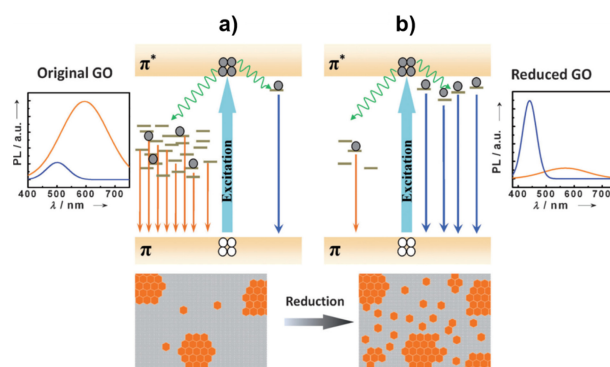 a)
b)
π*
π*
Original GO
Reduced GO
PL / a.u.
400 500 600 700
λ / nm
Excitation
Excitation
PL / a.u.
400 500 600 700
λ / nm
π
π
Reduction